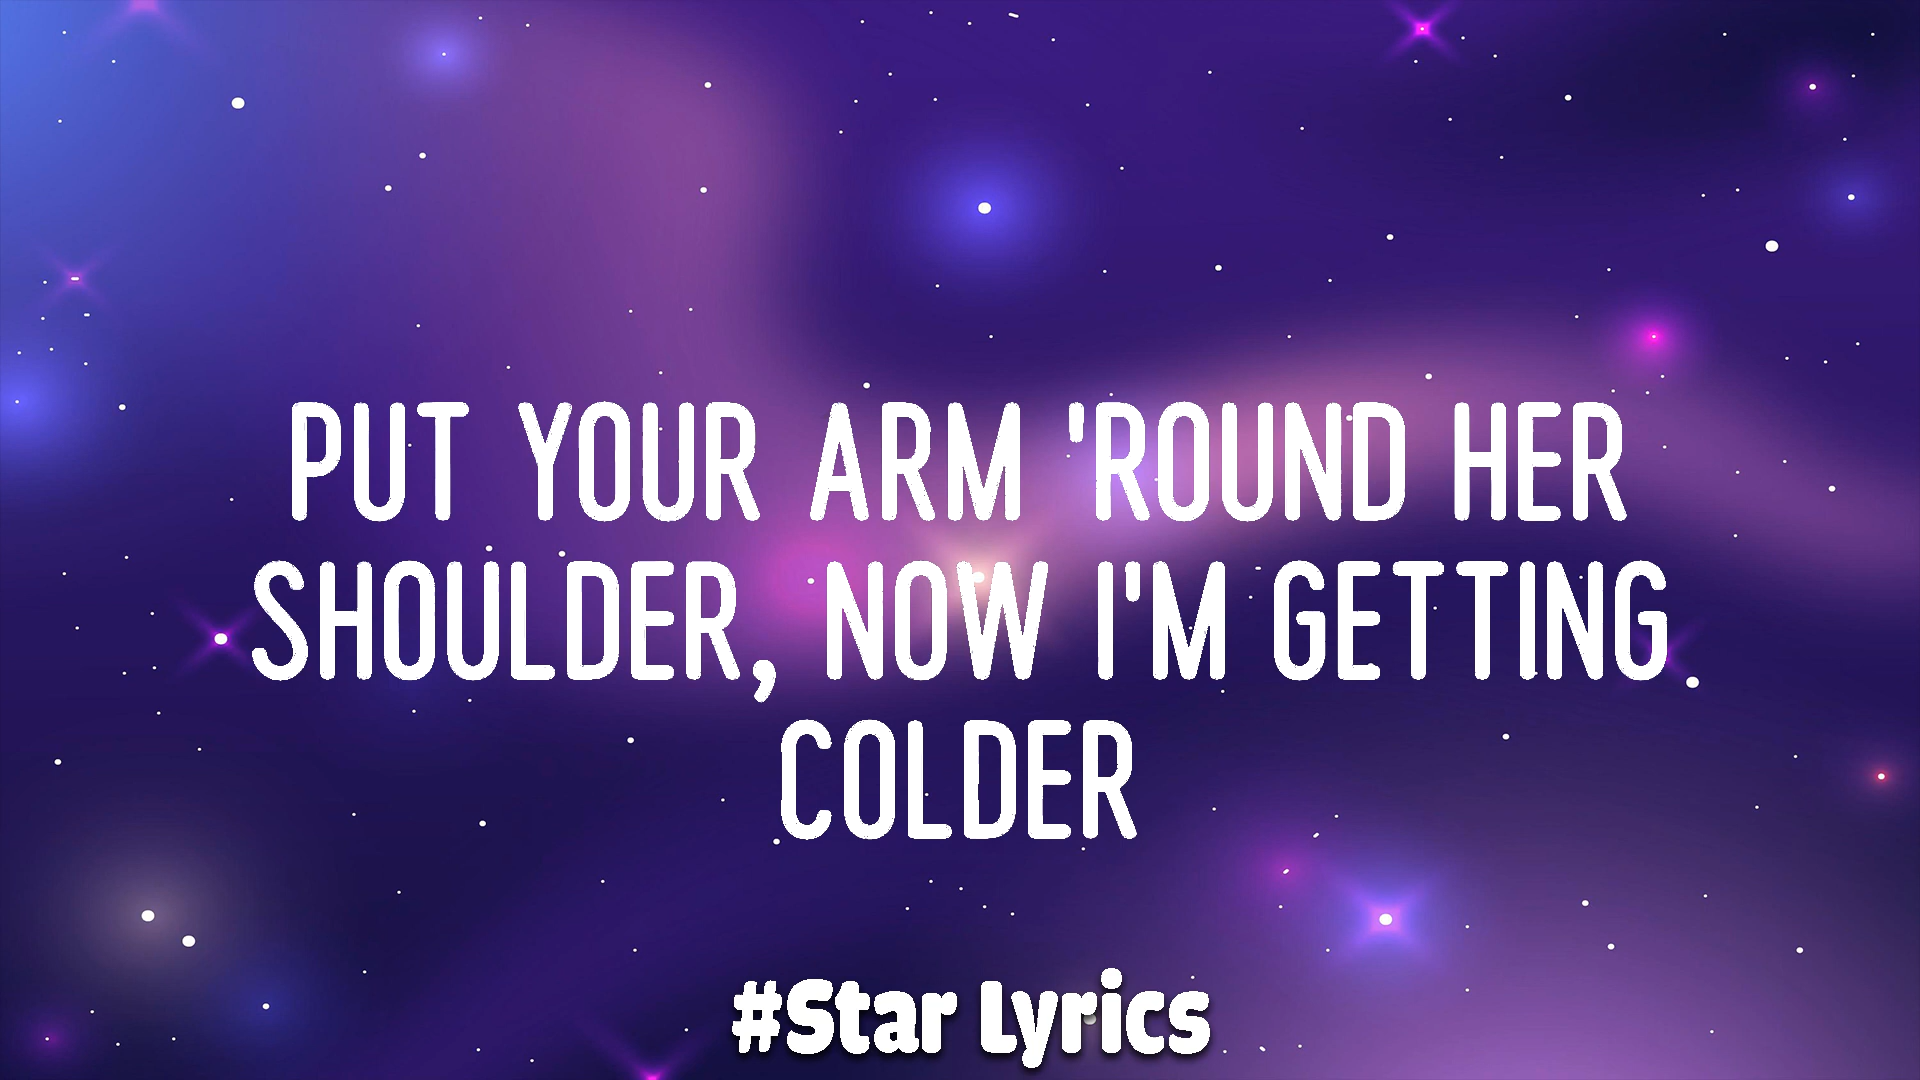 PUT YOUR ARM 'ROUND HER
SHOULDER, NOW I'M GETTING
COLDER
#Star Lyrics